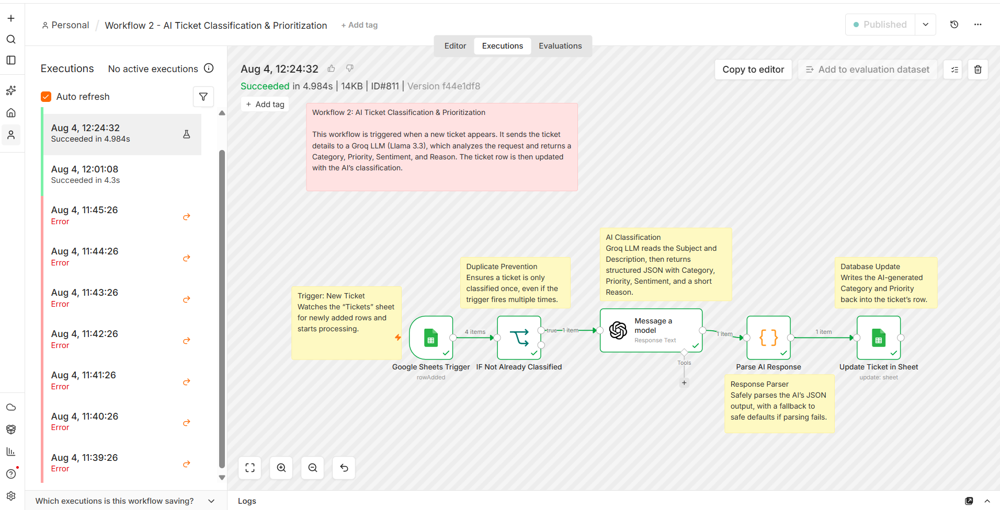 Personal / Workflow 2 - AI Ticket Classification & Prioritization + Add tag
Published
Editor Executions Evaluations
Executions No active executions
Auto refresh
Aug 4, 12:24:32
Succeeded in 4.984s
Aug 4, 12:01:08
Succeeded in 4.3s
Aug 4, 11:45:26
Error
Aug 4, 11:44:26
Error
Aug 4, 11:43:26
Error
Aug 4, 11:42:26
Error
Aug 4, 11:41:26
Error
Aug 4, 11:40:26
Error
Aug 4, 11:39:26
Error
Which executions is this workflow saving?
Aug 4, 12:24:32
Succeeded in 4.984s | 14KB | ID#811 | Version f44e1df8
+ Add tag
Copy to editor
Add to evaluation dataset
Workflow 2: AI Ticket Classification & Prioritization
This workflow is triggered when a new ticket appears. It sends the ticket
details to a Groq LLM (Llama 3.3), which analyzes the request and returns a
Category, Priority, Sentiment, and Reason. The ticket row is then updated
with the AI’s classification.
Trigger: New Ticket
Watches the “Tickets” sheet
for newly added rows and
starts processing.
Google Sheets Trigger
rowAdded
4 items
Duplicate Prevention
Ensures a ticket is only
classified once, even if the
trigger fires multiple times.
IF Not Already Classified
true
1 item
AI Classification
Groq LLM reads the Subject and
Description, then returns
structured JSON with Category,
Priority, Sentiment, and a short
Reason.
Message a
model
Response Text
Tools
+
1 item
Parse AI Response
Response Parser
Safely parses the AI’s JSON
output, with a fallback to
safe defaults if parsing fails.
1 item
Database Update
Writes the AI-generated
Category and Priority
back into the ticket’s row.
Update Ticket in Sheet
update: sheet
Logs